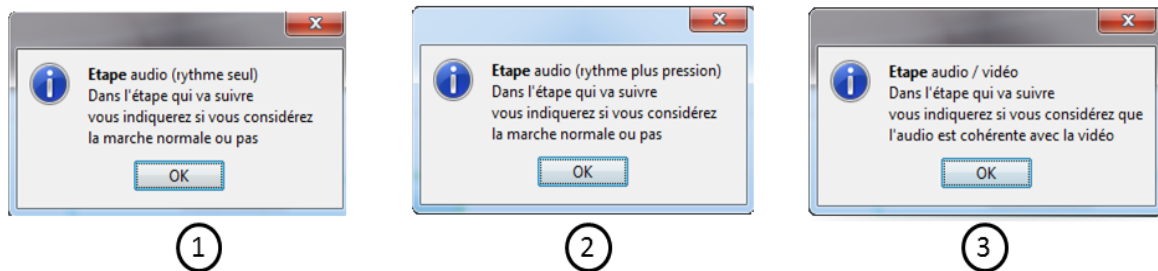 Etape audio (rythme seul)
Dans l'étape qui va suivre
vous indiquerez si vous considérez
la marche normale ou pas
OK
1
Etape audio (rythme plus pression)
Dans l'étape qui va suivre
vous indiquerez si vous considérez
la marche normale ou pas
OK
2
Etape audio / vidéo
Dans l'étape qui va suivre
vous indiquerez si vous considérez que
l'audio est cohérente avec la vidéo
OK
3